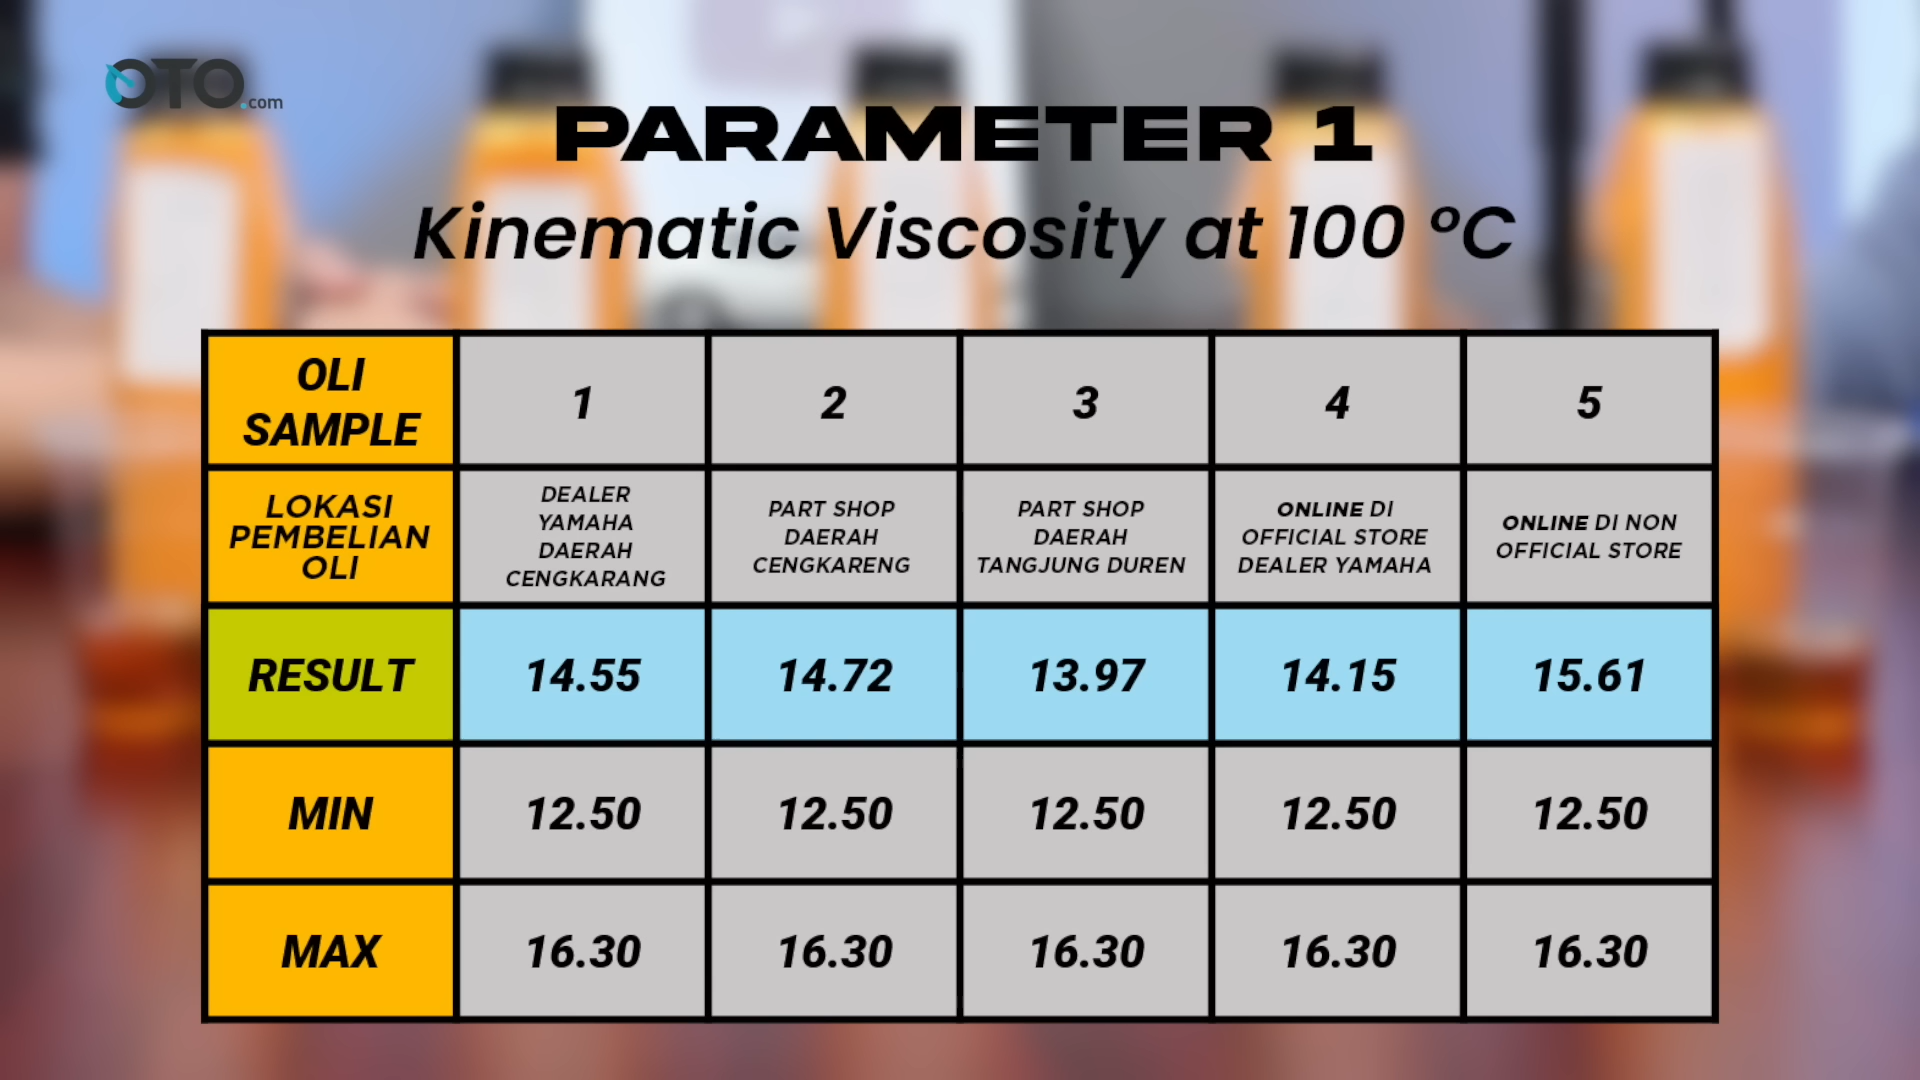 OTO.com
PARAMETER 1
Kinematic Viscosity at 100 °C
OLI
SAMPLE
1
2
3
4
5
LOKASI
PEMBELIAN
OLI
DEALER
YAMAHA
DAERAH
CENGKARANG
PART SHOP
DAERAH
CENGKARENG
PART SHOP
DAERAH
TANGJUNG DUREN
ONLINE DI
OFFICIAL STORE
DEALER YAMAHA
ONLINE DI NON
OFFICIAL STORE
RESULT
14.55
14.72
13.97
14.15
15.61
MIN
12.50
12.50
12.50
12.50
12.50
MAX
16.30
16.30
16.30
16.30
16.30